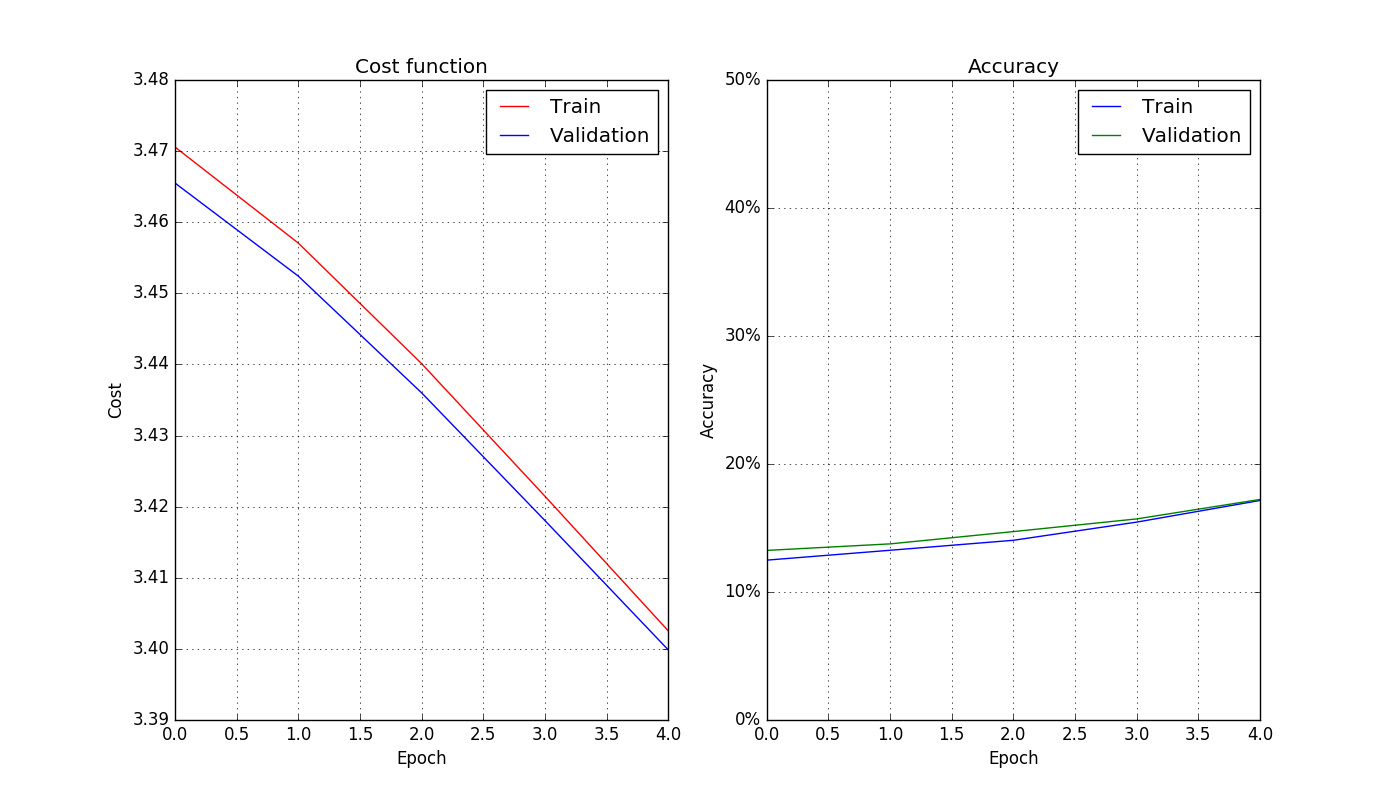 Cost function
3.48
3.47
3.46
3.45
3.44
3.43
3.42
3.41
3.40
3.39
Cost
0.0 0.5 1.0 1.5 2.0 2.5 3.0 3.5 4.0
Epoch
Train
Validation
Accuracy
50%
40%
30%
20%
10%
0%
Accuracy
0.0 0.5 1.0 1.5 2.0 2.5 3.0 3.5 4.0
Epoch
Train
Validation